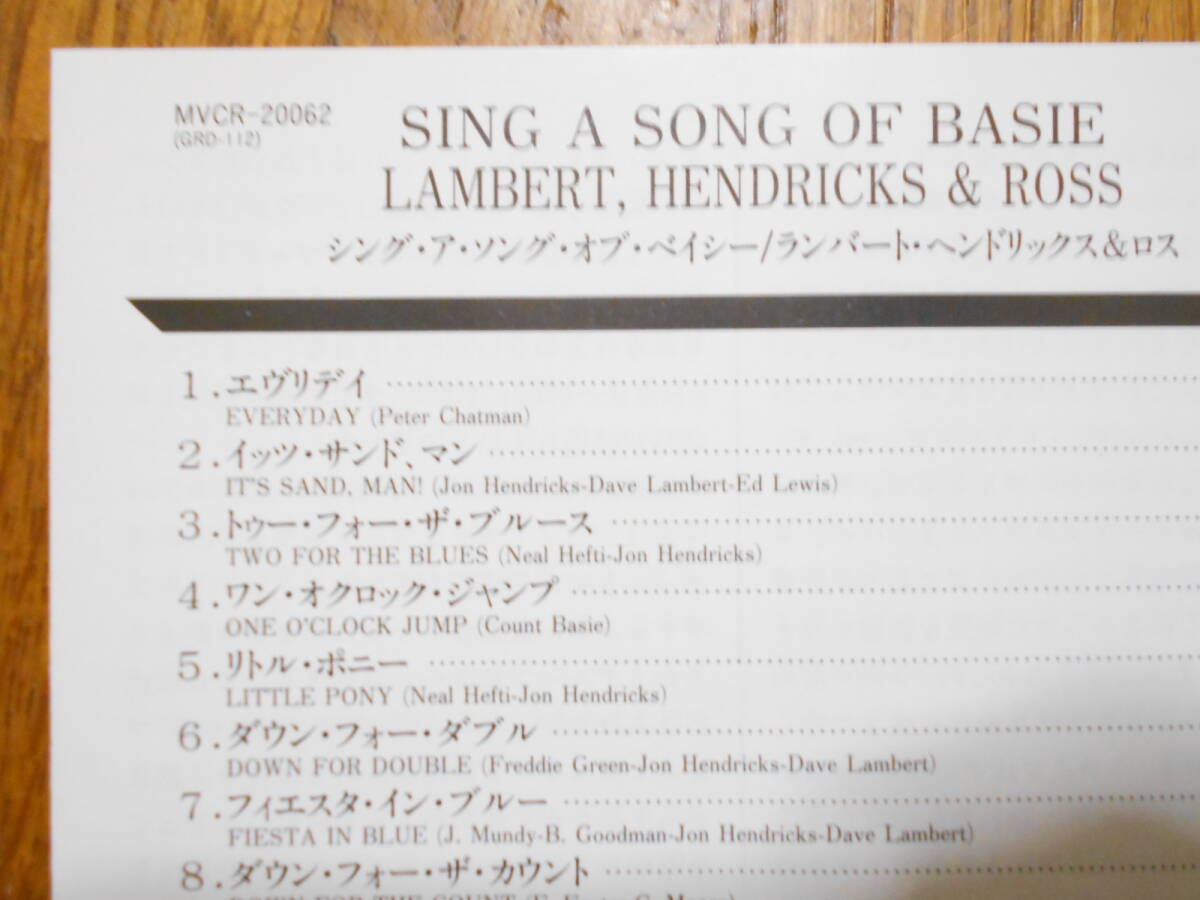 MVCR-20062
(GRD-112)
SING A SONG OF BASIE
LAMBERT, HENDRICKS & ROSS
シング・ア・ソング・オブ・ベイシー/ランバート・ヘンドリックス&ロス
1.エヴリデイ
EVERYDAY (Peter Chatman)
2.イッツ・サンド、マン
IT'S SAND, MAN! (Jon Hendricks-Dave Lambert-Ed Lewis)
3.トゥー・フォー・ザ・ブルース
TWO FOR THE BLUES (Neal Hefti-Jon Hendricks)
4.ワン・オクロック・ジャンプ
ONE O'CLOCK JUMP (Count Basie)
5.リトル・ポニー
LITTLE PONY (Neal Hefti-Jon Hendricks)
6.ダウン・フォー・ダブル
DOWN FOR DOUBLE (Freddie Green-Jon Hendricks-Dave Lambert)
7.フィエスタ・イン・ブルー
FIESTA IN BLUE (J. Mundy-B. Goodman-Jon Hendricks-Dave Lambert)
8.ダウン・フォー・ザ・カウント
DOWN FOR THE COUNT